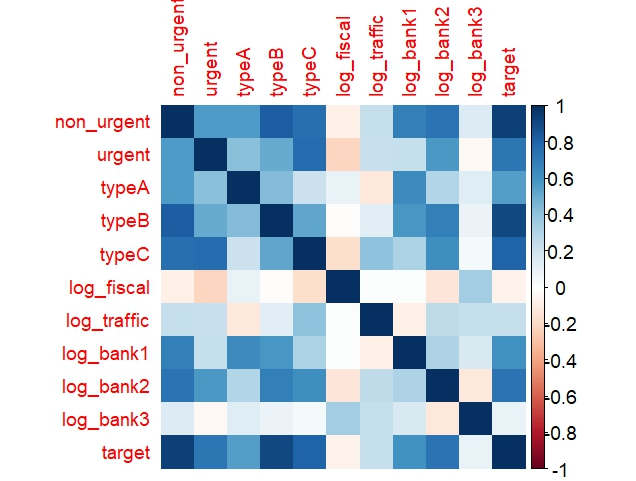 non_urgent
urgent
typeA
typeB
typeC
log_fiscal
log_traffic
log_bank1
log_bank2
log_bank3
target
non_urgent
urgent
typeA
typeB
typeC
log_fiscal
log_traffic
log_bank1
log_bank2
log_bank3
target
1
0.8
0.6
0.4
0.2
0
-0.2
-0.4
-0.6
-0.8
-1